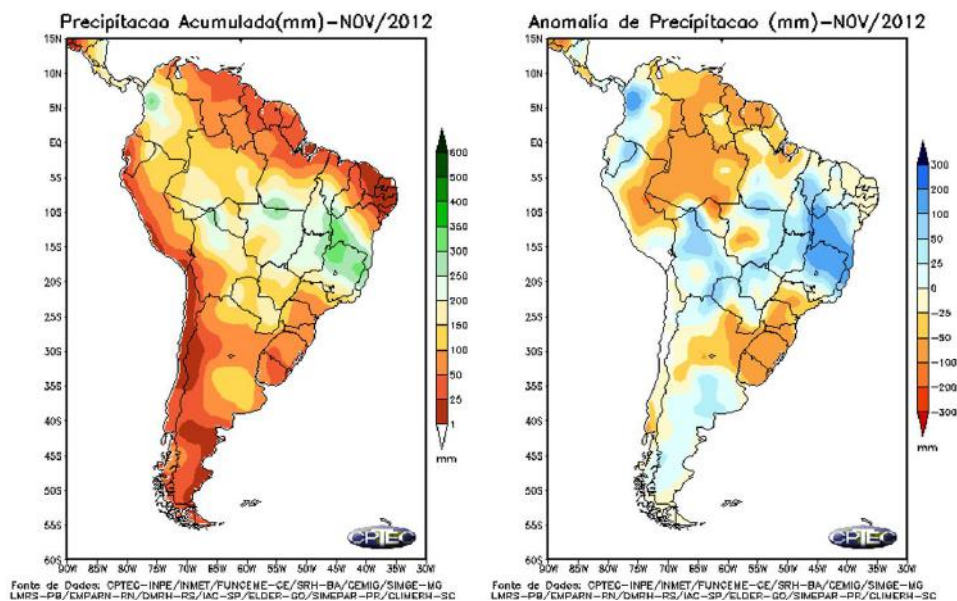 Precipitacao Acumulada(mm)-NOV/2012
15N
10N
5N
EQ
5S
10S
15S
20S
25S
30S
35S
40S
45S
50S
55S
60S
90W 85W 80W 75W 70W 65W 60W 55W 50W 45W 40W 35W 30W
600
500
400
350
300
250
200
150
100
50
25
1
mm
CPTEC
Fonte de Dados: CPTEC-INPE/INMET/FUNCEME-CE/SRH-BA/CEMIG/SIMGE-MG
LMRS-PB/EMPARN-RN/DMRH-RS/IAC-SP/ELDER-GO/SIMEPAR-PR/CLIMERH-SC
Anomalía de Precipitacao (mm)-NOV/2012
15N
10N
5N
EQ
5S
10S
15S
20S
25S
30S
35S
40S
45S
50S
55S
60S
90W 85W 80W 75W 70W 65W 60W 55W 50W 45W 40W 35W 30W
300
200
100
50
25
0
-25
-50
-100
-200
-300
mm
CPTEC
Fonte de Dados: CPTEC-INPE/INMET/FUNCEME-CE/SRH-BA/CEMIG/SIMGE-MG
LMRS-PB/EMPARN-RN/DMRH-RS/IAC-SP/ELDER-GO/SIMEPAR-PR/CLIMERH-SC